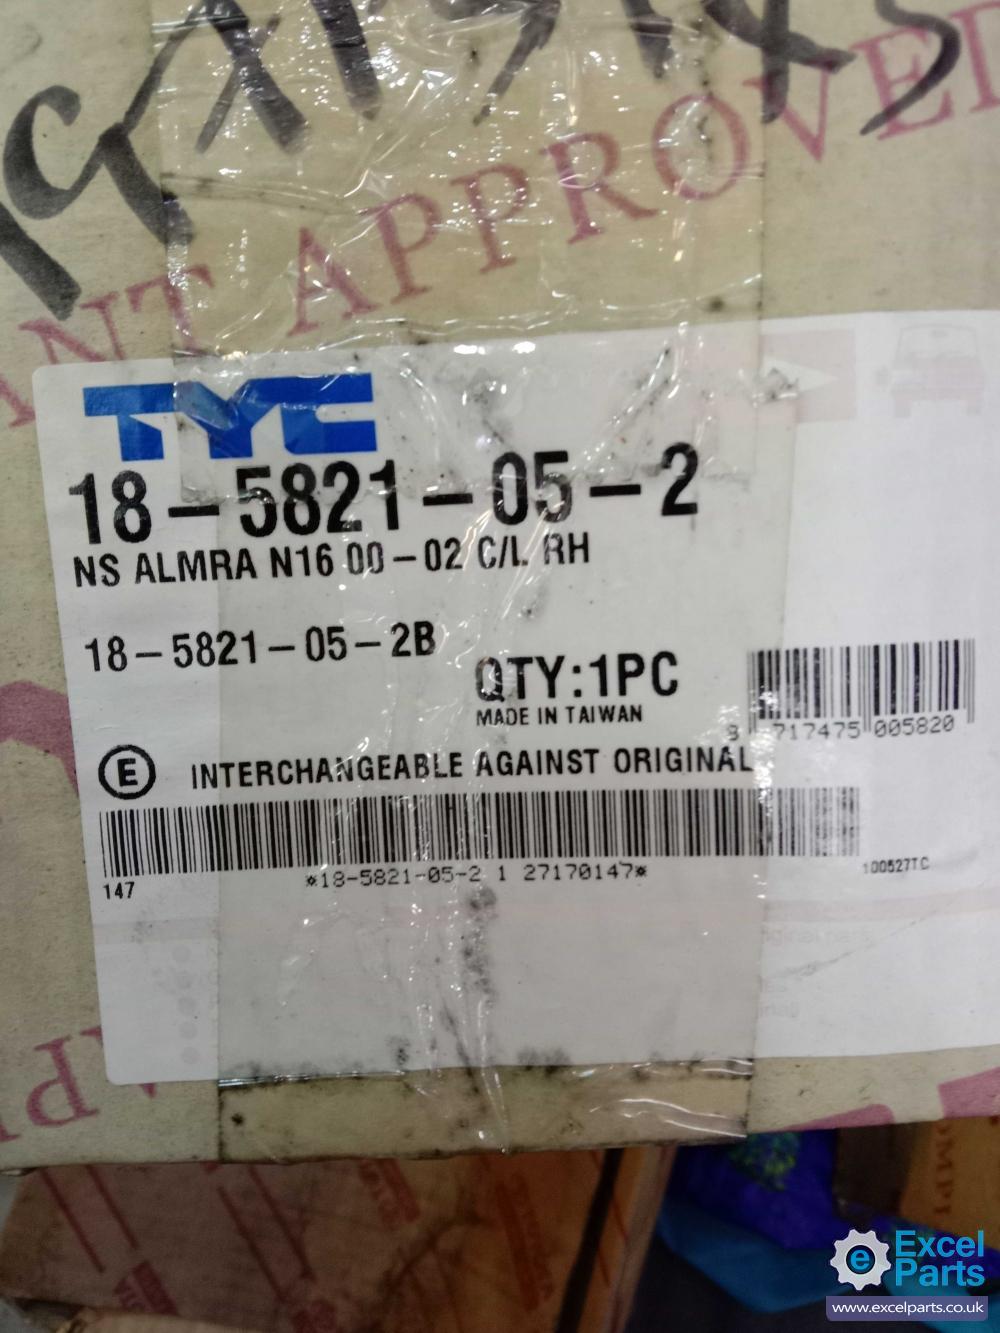 NT APPROVED
TYC
18-5821-05-2
NS ALMRA N16 00-02 C/L RH
18-5821-05-2B
QTY:1PC
MADE IN TAIWAN
8 717475 005820
E INTERCHANGEABLE AGAINST ORIGINAL
147
*18-5821-05-2 1 27170147*
100527TC
e Excel Parts
www.excelparts.co.uk